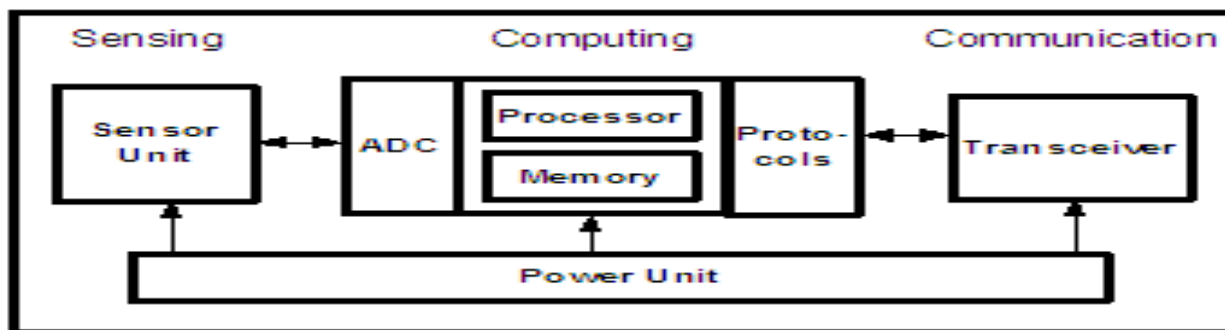 Sensing
Computing
Communication
Sensor
Unit
ADC
Processor
Memory
Proto-
cols
Transceiver
Power Unit